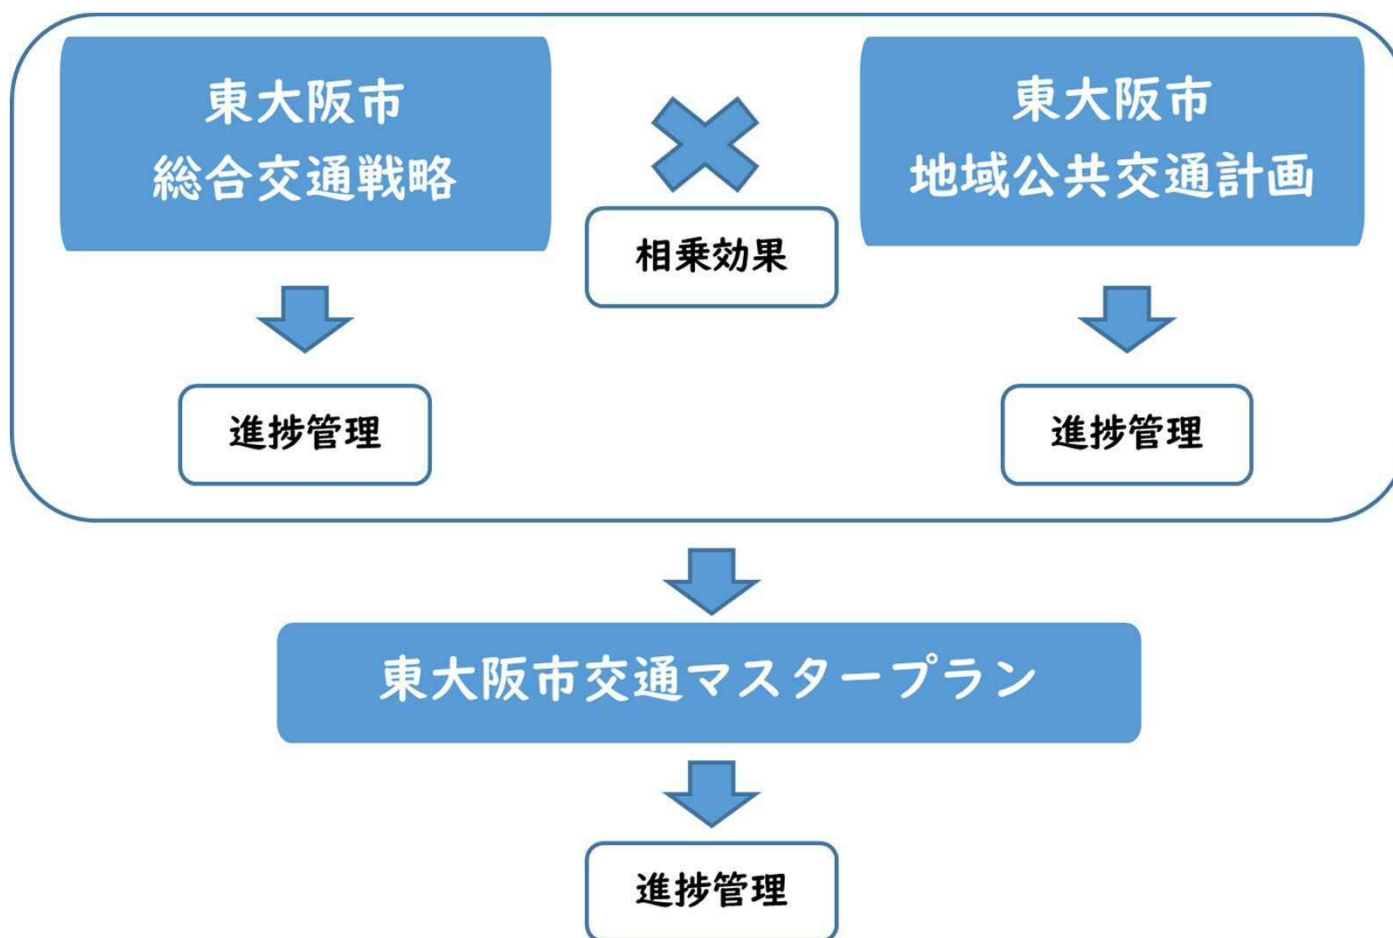 東大阪市
総合交通戦略
東大阪市
地域公共交通計画
相乗効果
進捗管理
進捗管理
東大阪市交通マスタープラン
進捗管理